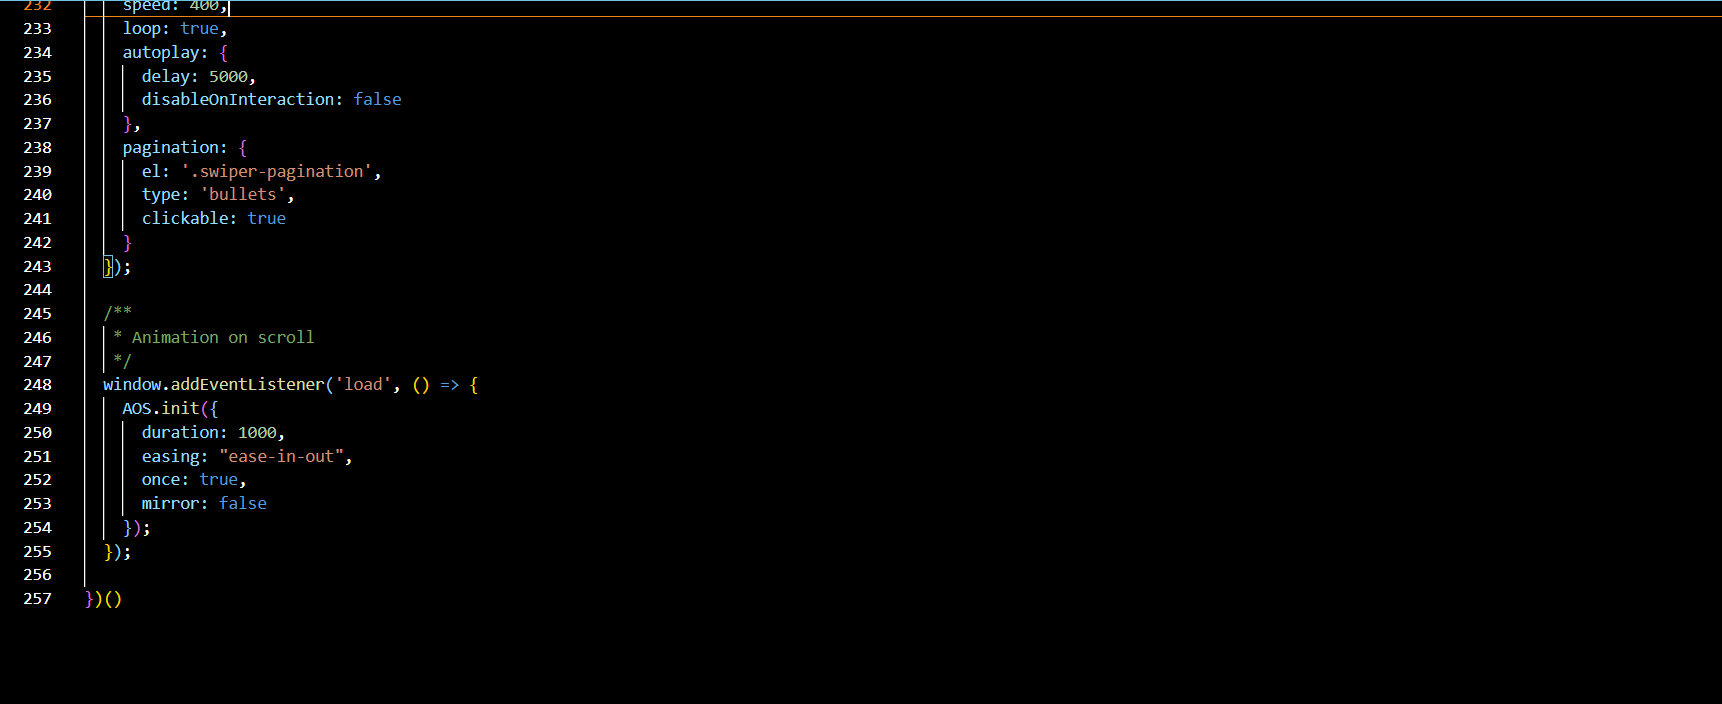 232 speed: 400,
233 loop: true,
234 autoplay: {
235 delay: 5000,
236 disableOnInteraction: false
237 },
238 pagination: {
239 el: '.swiper-pagination',
240 type: 'bullets',
241 clickable: true
242 }
243 });
244
245 /**
246 * Animation on scroll
247 */
248 window.addEventListener('load', () => {
249 AOS.init({
250 duration: 1000,
251 easing: "ease-in-out",
252 once: true,
253 mirror: false
254 });
255 });
256
257 })()